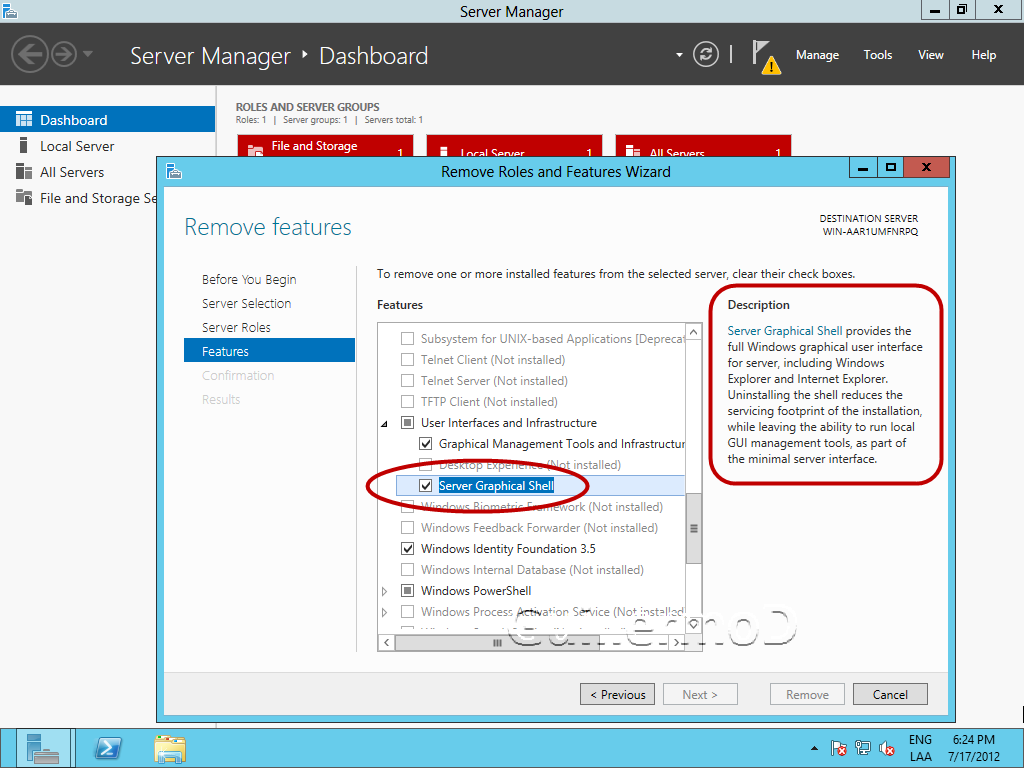 Server Manager
Server Manager ‣ Dashboard
Manage Tools View Help
Dashboard
Local Server
All Servers
File and Storage Se
ROLES AND SERVER GROUPS
Roles: 1 | Server groups: 1 | Servers total: 1
File and Storage 1
Local Server 1
All Servers 1
Remove Roles and Features Wizard
Remove features
DESTINATION SERVER
WIN-AAR1UMFNRPQ
Before You Begin
Server Selection
Server Roles
Features
Confirmation
Results
To remove one or more installed features from the selected server, clear their check boxes.
Features
Subsystem for UNIX-based Applications [Deprecat
Telnet Client (Not installed)
Telnet Server (Not installed)
TFTP Client (Not installed)
User Interfaces and Infrastructure
Graphical Management Tools and Infrastructur
Desktop Experience (Not installed)
Server Graphical Shell
Windows Biometric Framework (Not installed)
Windows Feedback Forwarder (Not installed)
Windows Identity Foundation 3.5
Windows Internal Database (Not installed)
Windows PowerShell
Windows Process Activation Service (Not installed)
Description
Server Graphical Shell provides the
full Windows graphical user interface
for server, including Windows
Explorer and Internet Explorer.
Uninstalling the shell reduces the
servicing footprint of the installation,
while leaving the ability to run local
GUI management tools, as part of
the minimal server interface.
< Previous
Next >
Remove
Cancel
ENG
LAA
6:24 PM
7/17/2012